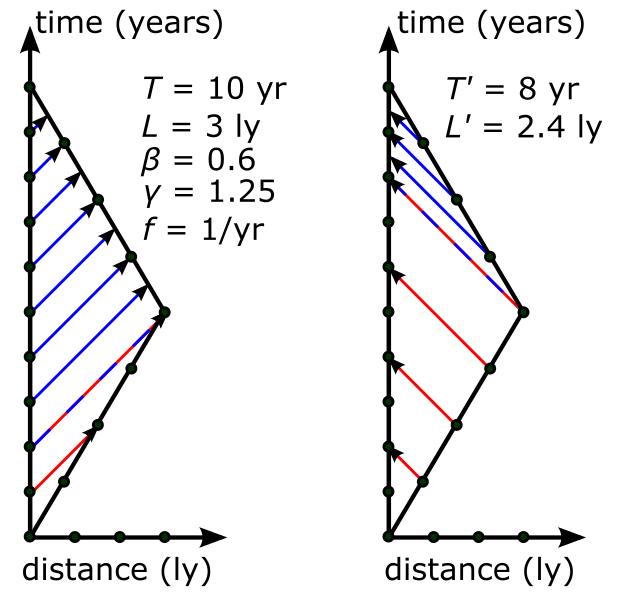 time (years)
T = 10 yr
L = 3 ly
β = 0.6
γ = 1.25
f = 1/yr
distance (ly)
time (years)
T′ = 8 yr
L′ = 2.4 ly
distance (ly)